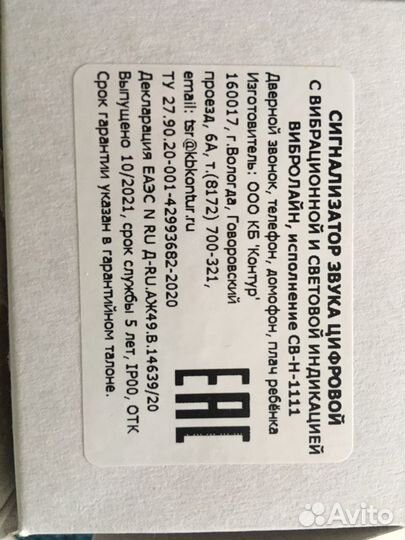 СИГНАЛИЗАТОР ЗВУКА ЦИФРОВОЙ
С ВИБРАЦИОННОЙ И СВЕТОВОЙ ИНДИКАЦИЕЙ
ВИБРОЛАЙН, исполнение СВ-Н-1111
Дверной звонок, телефон, домофон, плач ребёнка
Изготовитель: ООО КБ 'Контур'
160017, г.Вологда, Говоровский
проезд, 6А, т.(8172) 700-321,
email: tsr@kbkontur.ru
ТУ 27.90.20-001-42993682-2020
Декларация ЕАЭС N RU Д-RU.АЖ49.В.14639/20
Выпущено 10/2021, срок службы 5 лет, IP00, ОТК
Срок гарантии указан в гарантийном талоне.
EAC
Avito